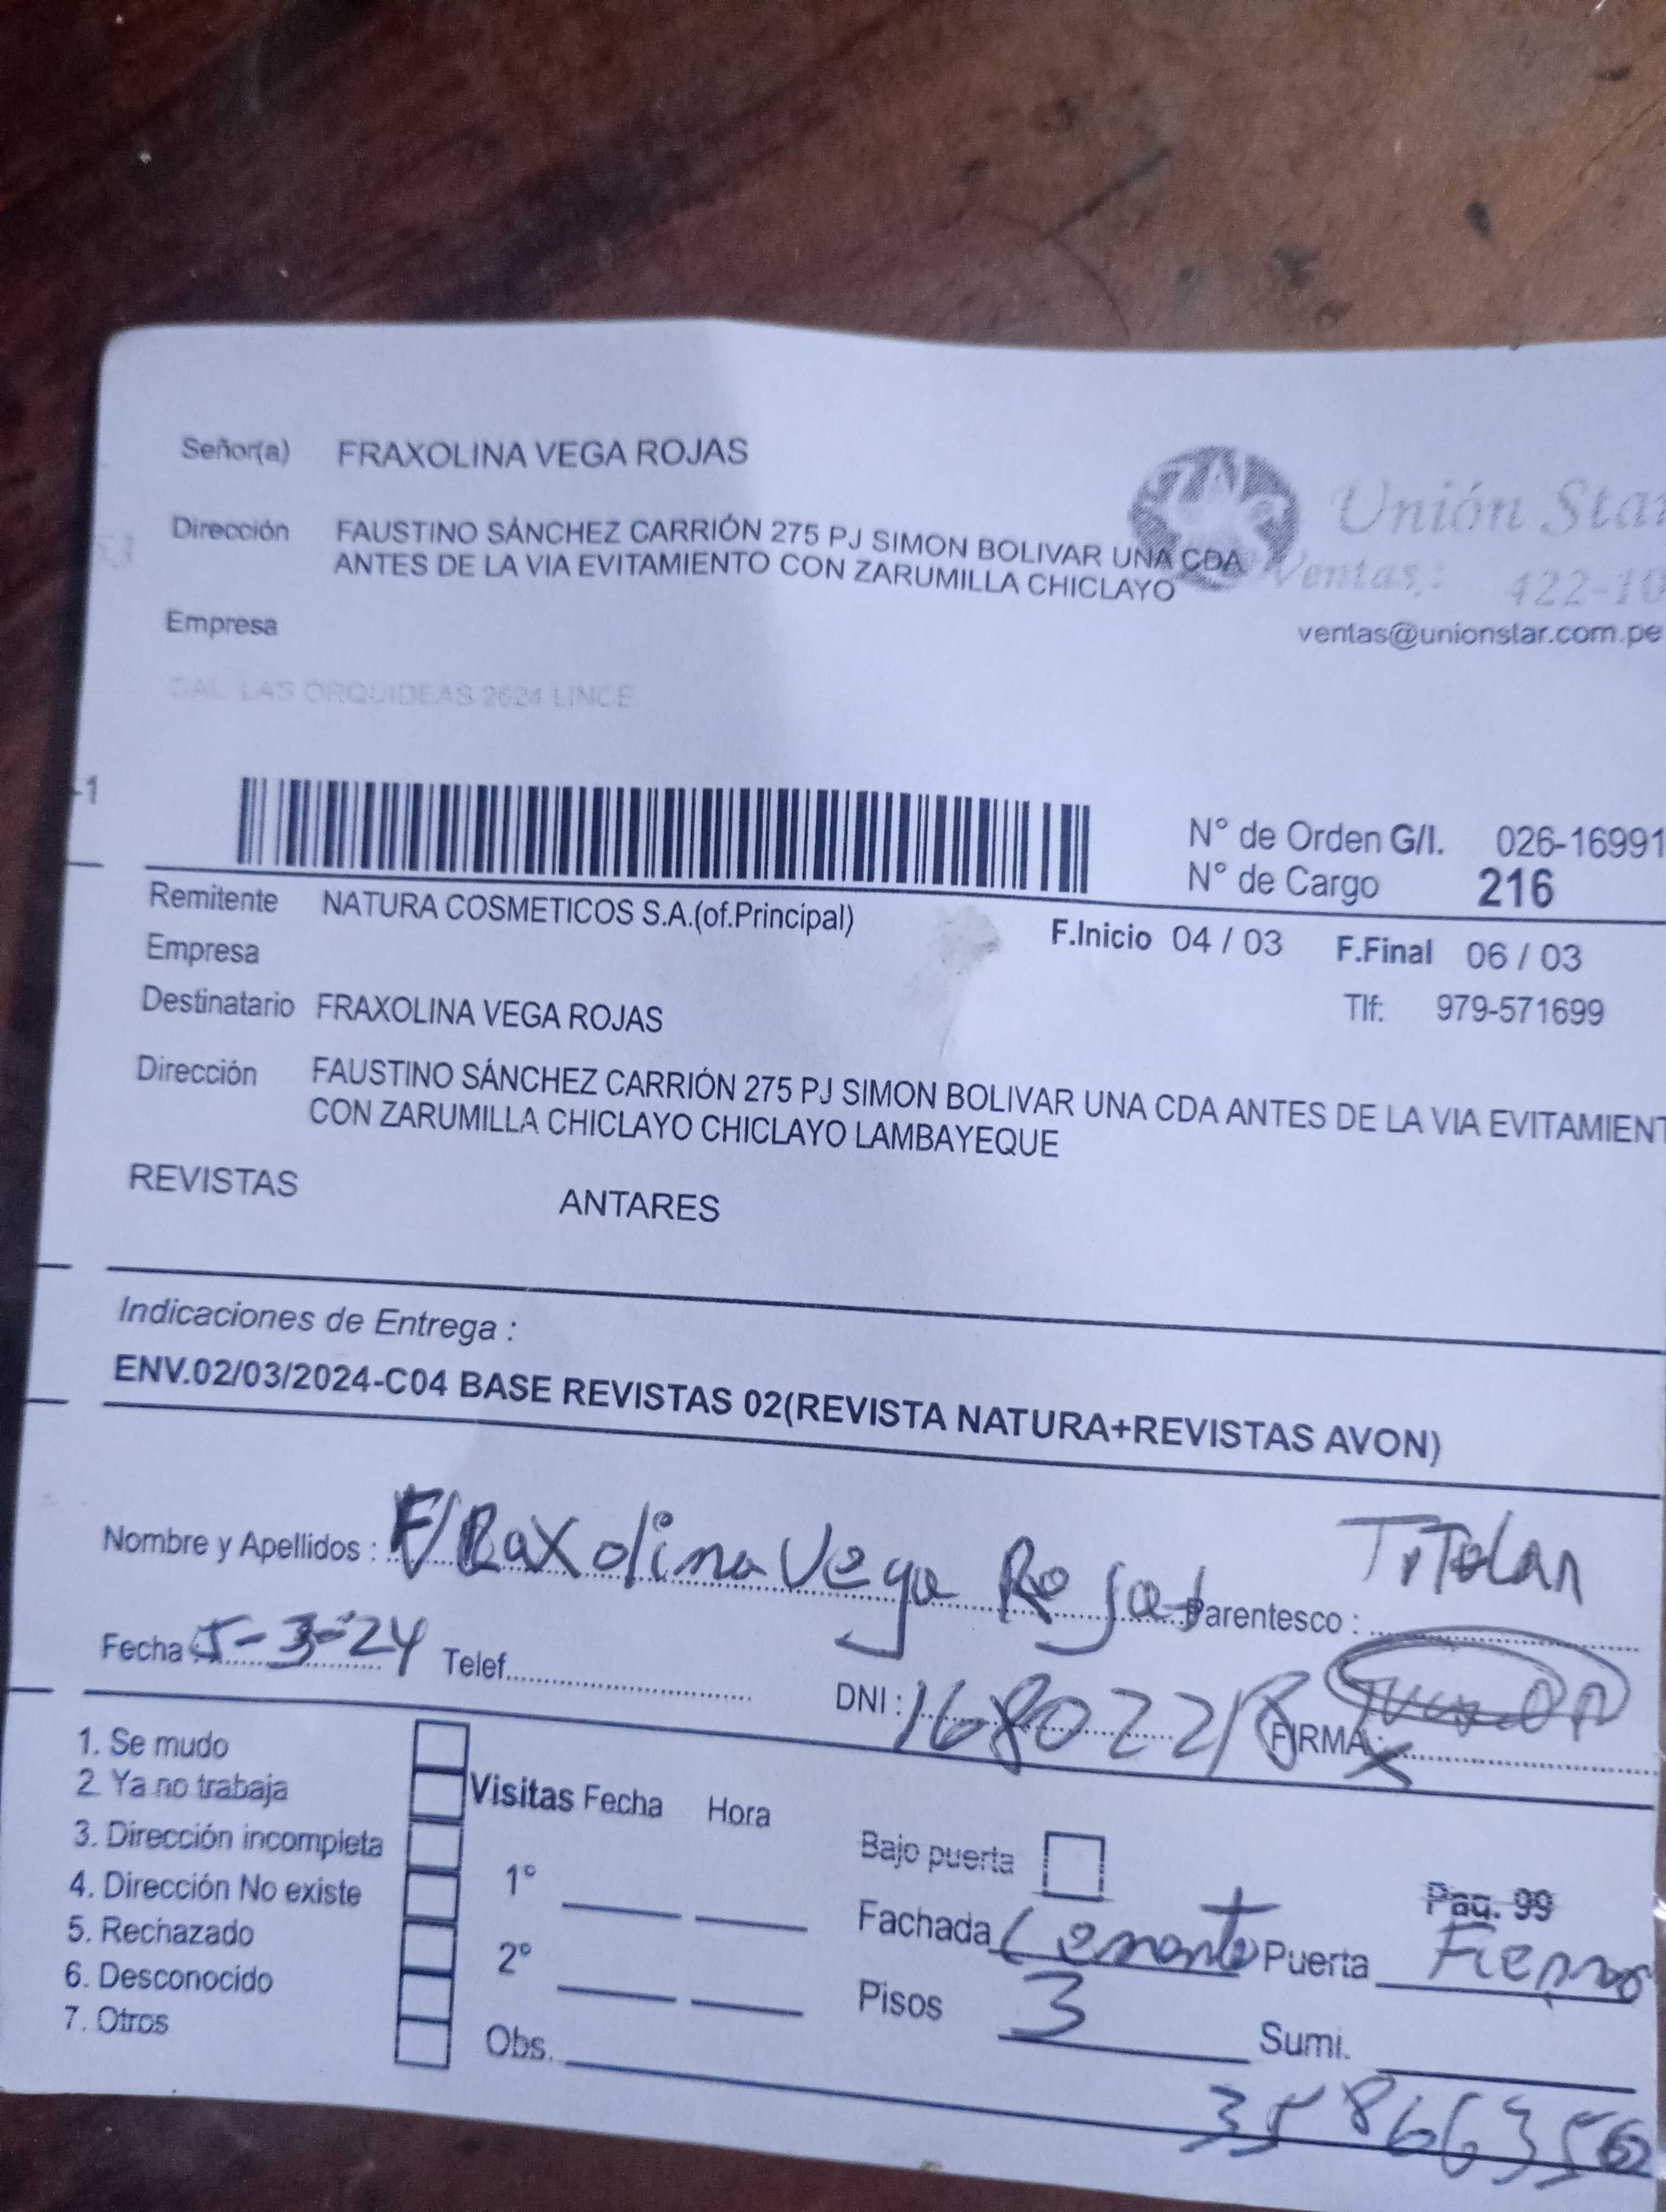 Señor(a) FRAXOLINA VEGA ROJAS
Unión Star
Dirección FAUSTINO SÁNCHEZ CARRIÓN 275 PJ SIMON BOLIVAR UNA CDA
ANTES DE LA VIA EVITAMIENTO CON ZARUMILLA CHICLAYO
Ventas.: 422-10
Empresa
ventas@unionstar.com.pe
CAL LAS ORQUIDEAS 2624 LINCE
-1
N° de Orden G/I. 026-16991
N° de Cargo 216
Remitente NATURA COSMETICOS S.A.(of.Principal)
F.Inicio 04 / 03 F.Final 06 / 03
Empresa
Destinatario FRAXOLINA VEGA ROJAS
Tlf: 979-571699
Dirección FAUSTINO SÁNCHEZ CARRIÓN 275 PJ SIMON BOLIVAR UNA CDA ANTES DE LA VIA EVITAMIENT
CON ZARUMILLA CHICLAYO CHICLAYO LAMBAYEQUE
REVISTAS ANTARES
Indicaciones de Entrega :
ENV.02/03/2024-C04 BASE REVISTAS 02(REVISTA NATURA+REVISTAS AVON)
Nombre y Apellidos : FRaxolina Vega Rojas Parentesco : TiTolar
Fecha : 5-3-24 Telef. DNI : 16802218 FIRMA : X
1. Se mudo
2. Ya no trabaja
3. Dirección incompleta
4. Dirección No existe
5. Rechazado
6. Desconocido
7. Otros
Visitas Fecha Hora
1°
2°
Obs.
Bajo puerta
Pag. 99
Fachada Cemento Puerta Fierro
Pisos 3 Sumi.
358663566